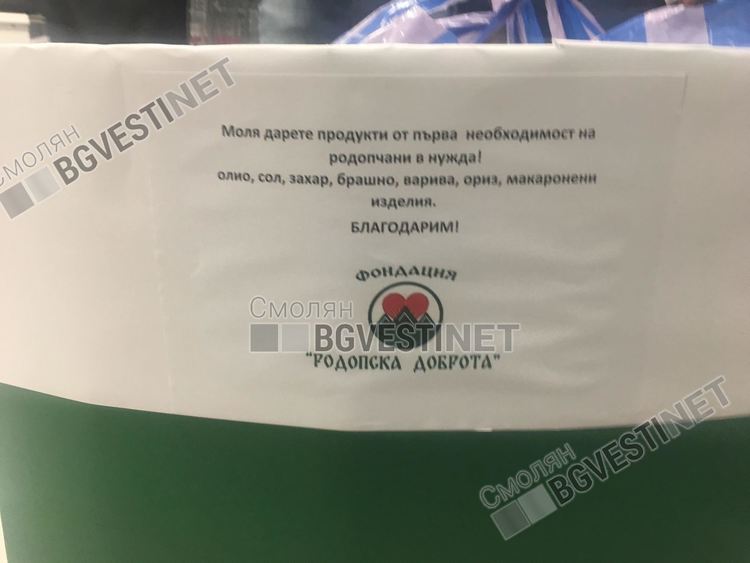 Смолян
BGVESTINET
Моля дарете продукти от първа необходимост на
родопчани в нужда!
олио, сол, захар, брашно, варива, ориз, макаронени
изделия.
БЛАГОДАРИМ!
ФОНДАЦИЯ
Смолян
BGVESTINET
"РОДОПСКА ДОБРОТА"
Смолян
BGVESTINET